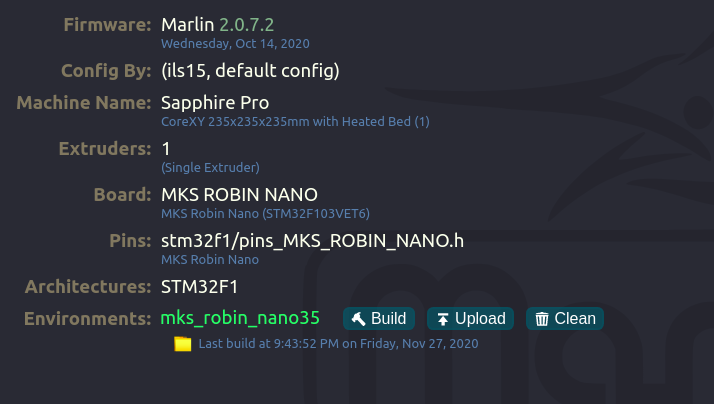 Firmware: Marlin 2.0.7.2
Wednesday, Oct 14, 2020
Config By: (ils15, default config)
Machine Name: Sapphire Pro
CoreXY 235x235x235mm with Heated Bed (1)
Extruders: 1
(Single Extruder)
Board: MKS ROBIN NANO
MKS Robin Nano (STM32F103VET6)
Pins: stm32f1/pins_MKS_ROBIN_NANO.h
MKS Robin Nano
Architectures: STM32F1
Environments: mks_robin_nano35 Build Upload Clean
Last build at 9:43:52 PM on Friday, Nov 27, 2020